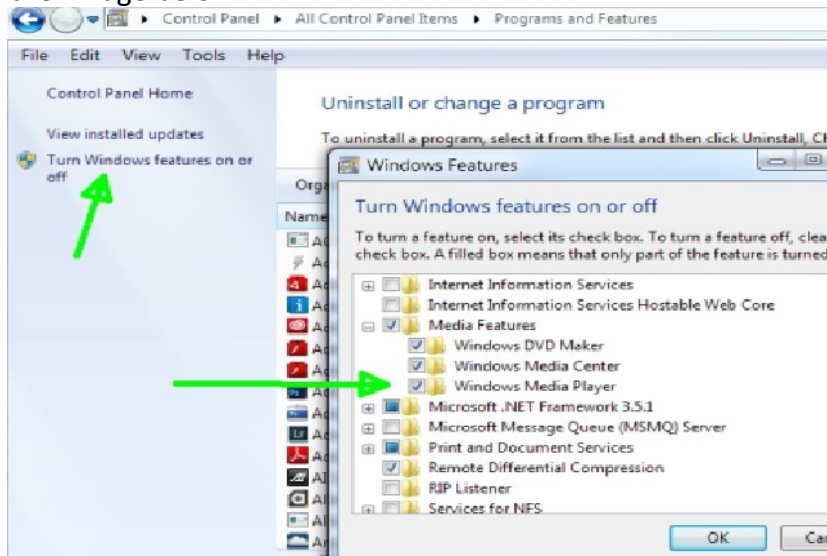 Control Panel ▸ All Control Panel Items ▸ Programs and Features
File Edit View Tools Help
Control Panel Home
View installed updates
Turn Windows features on or
off
Uninstall or change a program
To uninstall a program, select it from the list and then click Uninstall,
Name
Windows Features
Turn Windows features on or off
To turn a feature on, select its check box. To turn a feature off,
check box. A filled box means that only part of the feature is turned
Internet Information Services
Internet Information Services Hostable Web Core
Media Features
Windows DVD Maker
Windows Media Center
Windows Media Player
Microsoft .NET Framework 3.5.1
Microsoft Message Queue (MSMQ) Server
Print and Document Services
Remote Differential Compression
RIP Listener
Services for NFS
OK